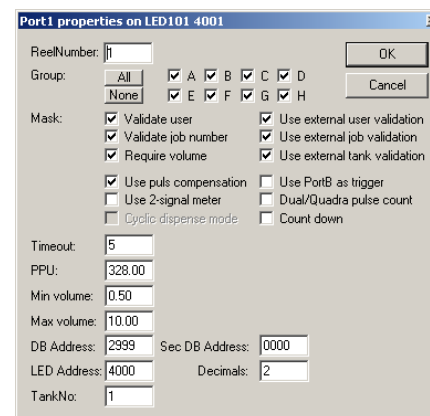 Port1 properties on LED101 4001
ReelNumber: 1 OK
Group: All A B C D Cancel
None E F G H
Mask: Validate user Use external user validation
Validate job number Use external job validation
Require volume Use external tank validation
Use puls compensation Use PortB as trigger
Use 2-signal meter Dual/Quadra pulse count
Cyclic dispense mode Count down
Timeout: 5
PPU: 328.00
Min volume: 0.50
Max volume: 10.00
DB Address: 2999 Sec DB Address: 0000
LED Address: 4000 Decimals: 2
TankNo: 1